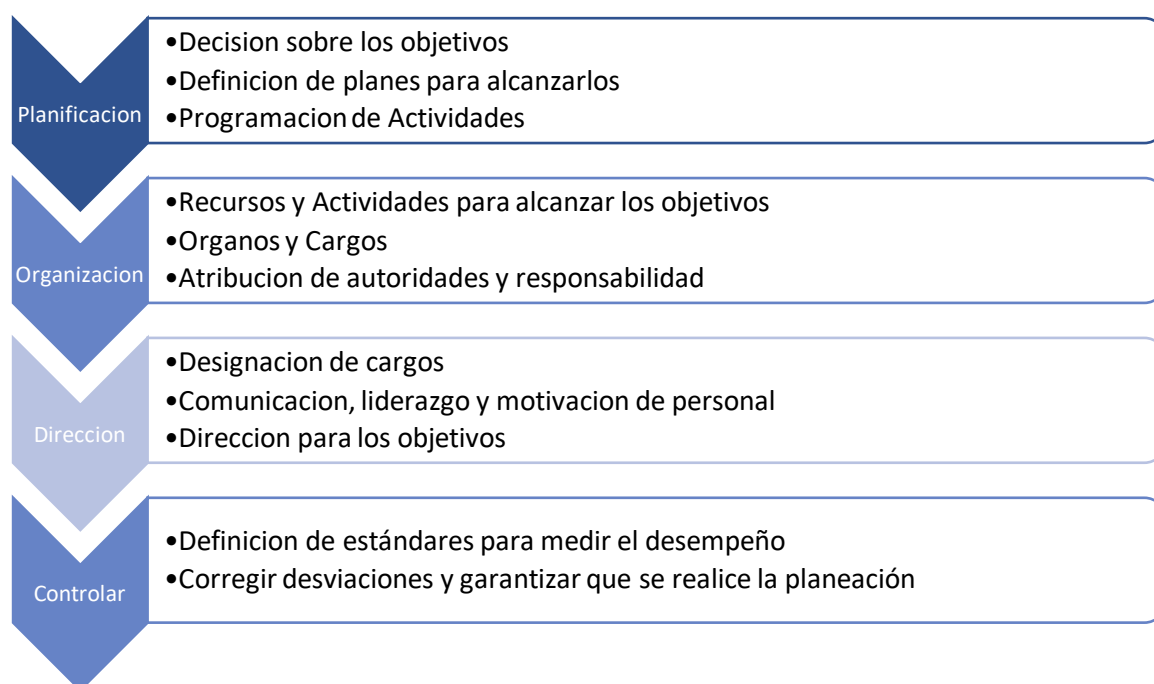 Planificacion
•Decision sobre los objetivos
•Definicion de planes para alcanzarlos
•Programacion de Actividades
Organizacion
•Recursos y Actividades para alcanzar los objetivos
•Organos y Cargos
•Atribucion de autoridades y responsabilidad
Direccion
•Designacion de cargos
•Comunicacion, liderazgo y motivacion de personal
•Direccion para los objetivos
Controlar
•Definicion de estándares para medir el desempeño
•Corregir desviaciones y garantizar que se realice la planeación